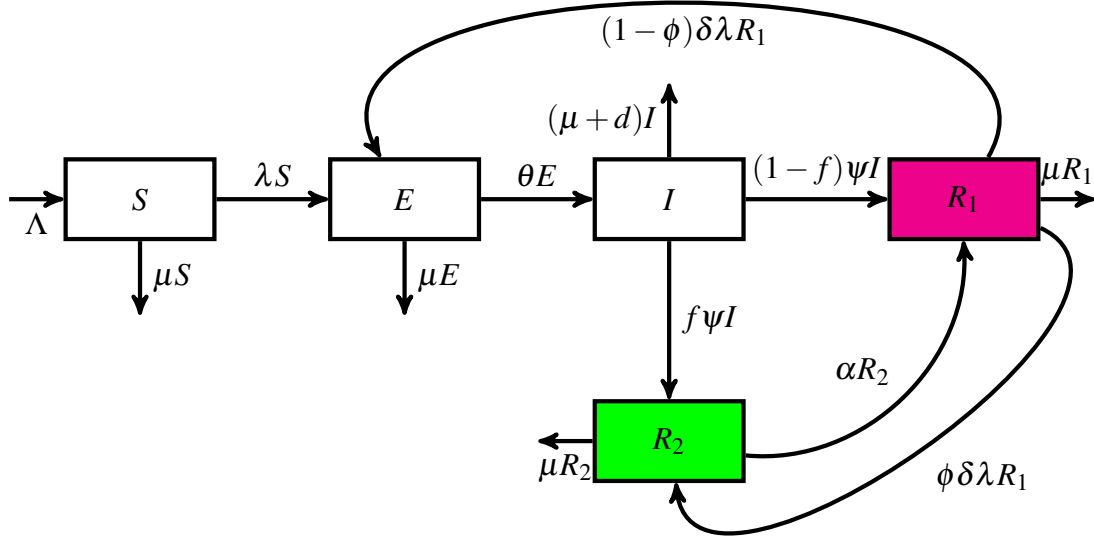 (1 − ϕ)δλR₁
(μ + d)I
λS
θE
(1 − f)ψI
μR₁
S
E
I
R₁
Λ
μS
μE
fψI
αR₂
R₂
μR₂
ϕδλR₁